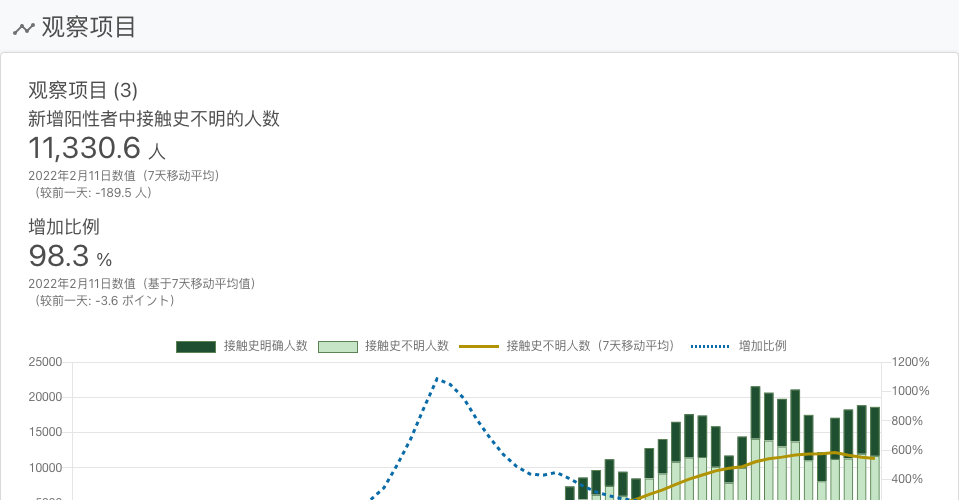 观察项目
观察项目 (3)
新增阳性者中接触史不明的人数
11,330.6 人
2022年2月11日数值（7天移动平均）
（较前一天: -189.5 人）
增加比例
98.3 %
2022年2月11日数值（基于7天移动平均值）
（较前一天: -3.6 ポイント）
接触史明确人数 接触史不明人数 接触史不明人数（7天移动平均） 增加比例
25000 1200%
20000 1000%
15000 800%
10000 600%
400%